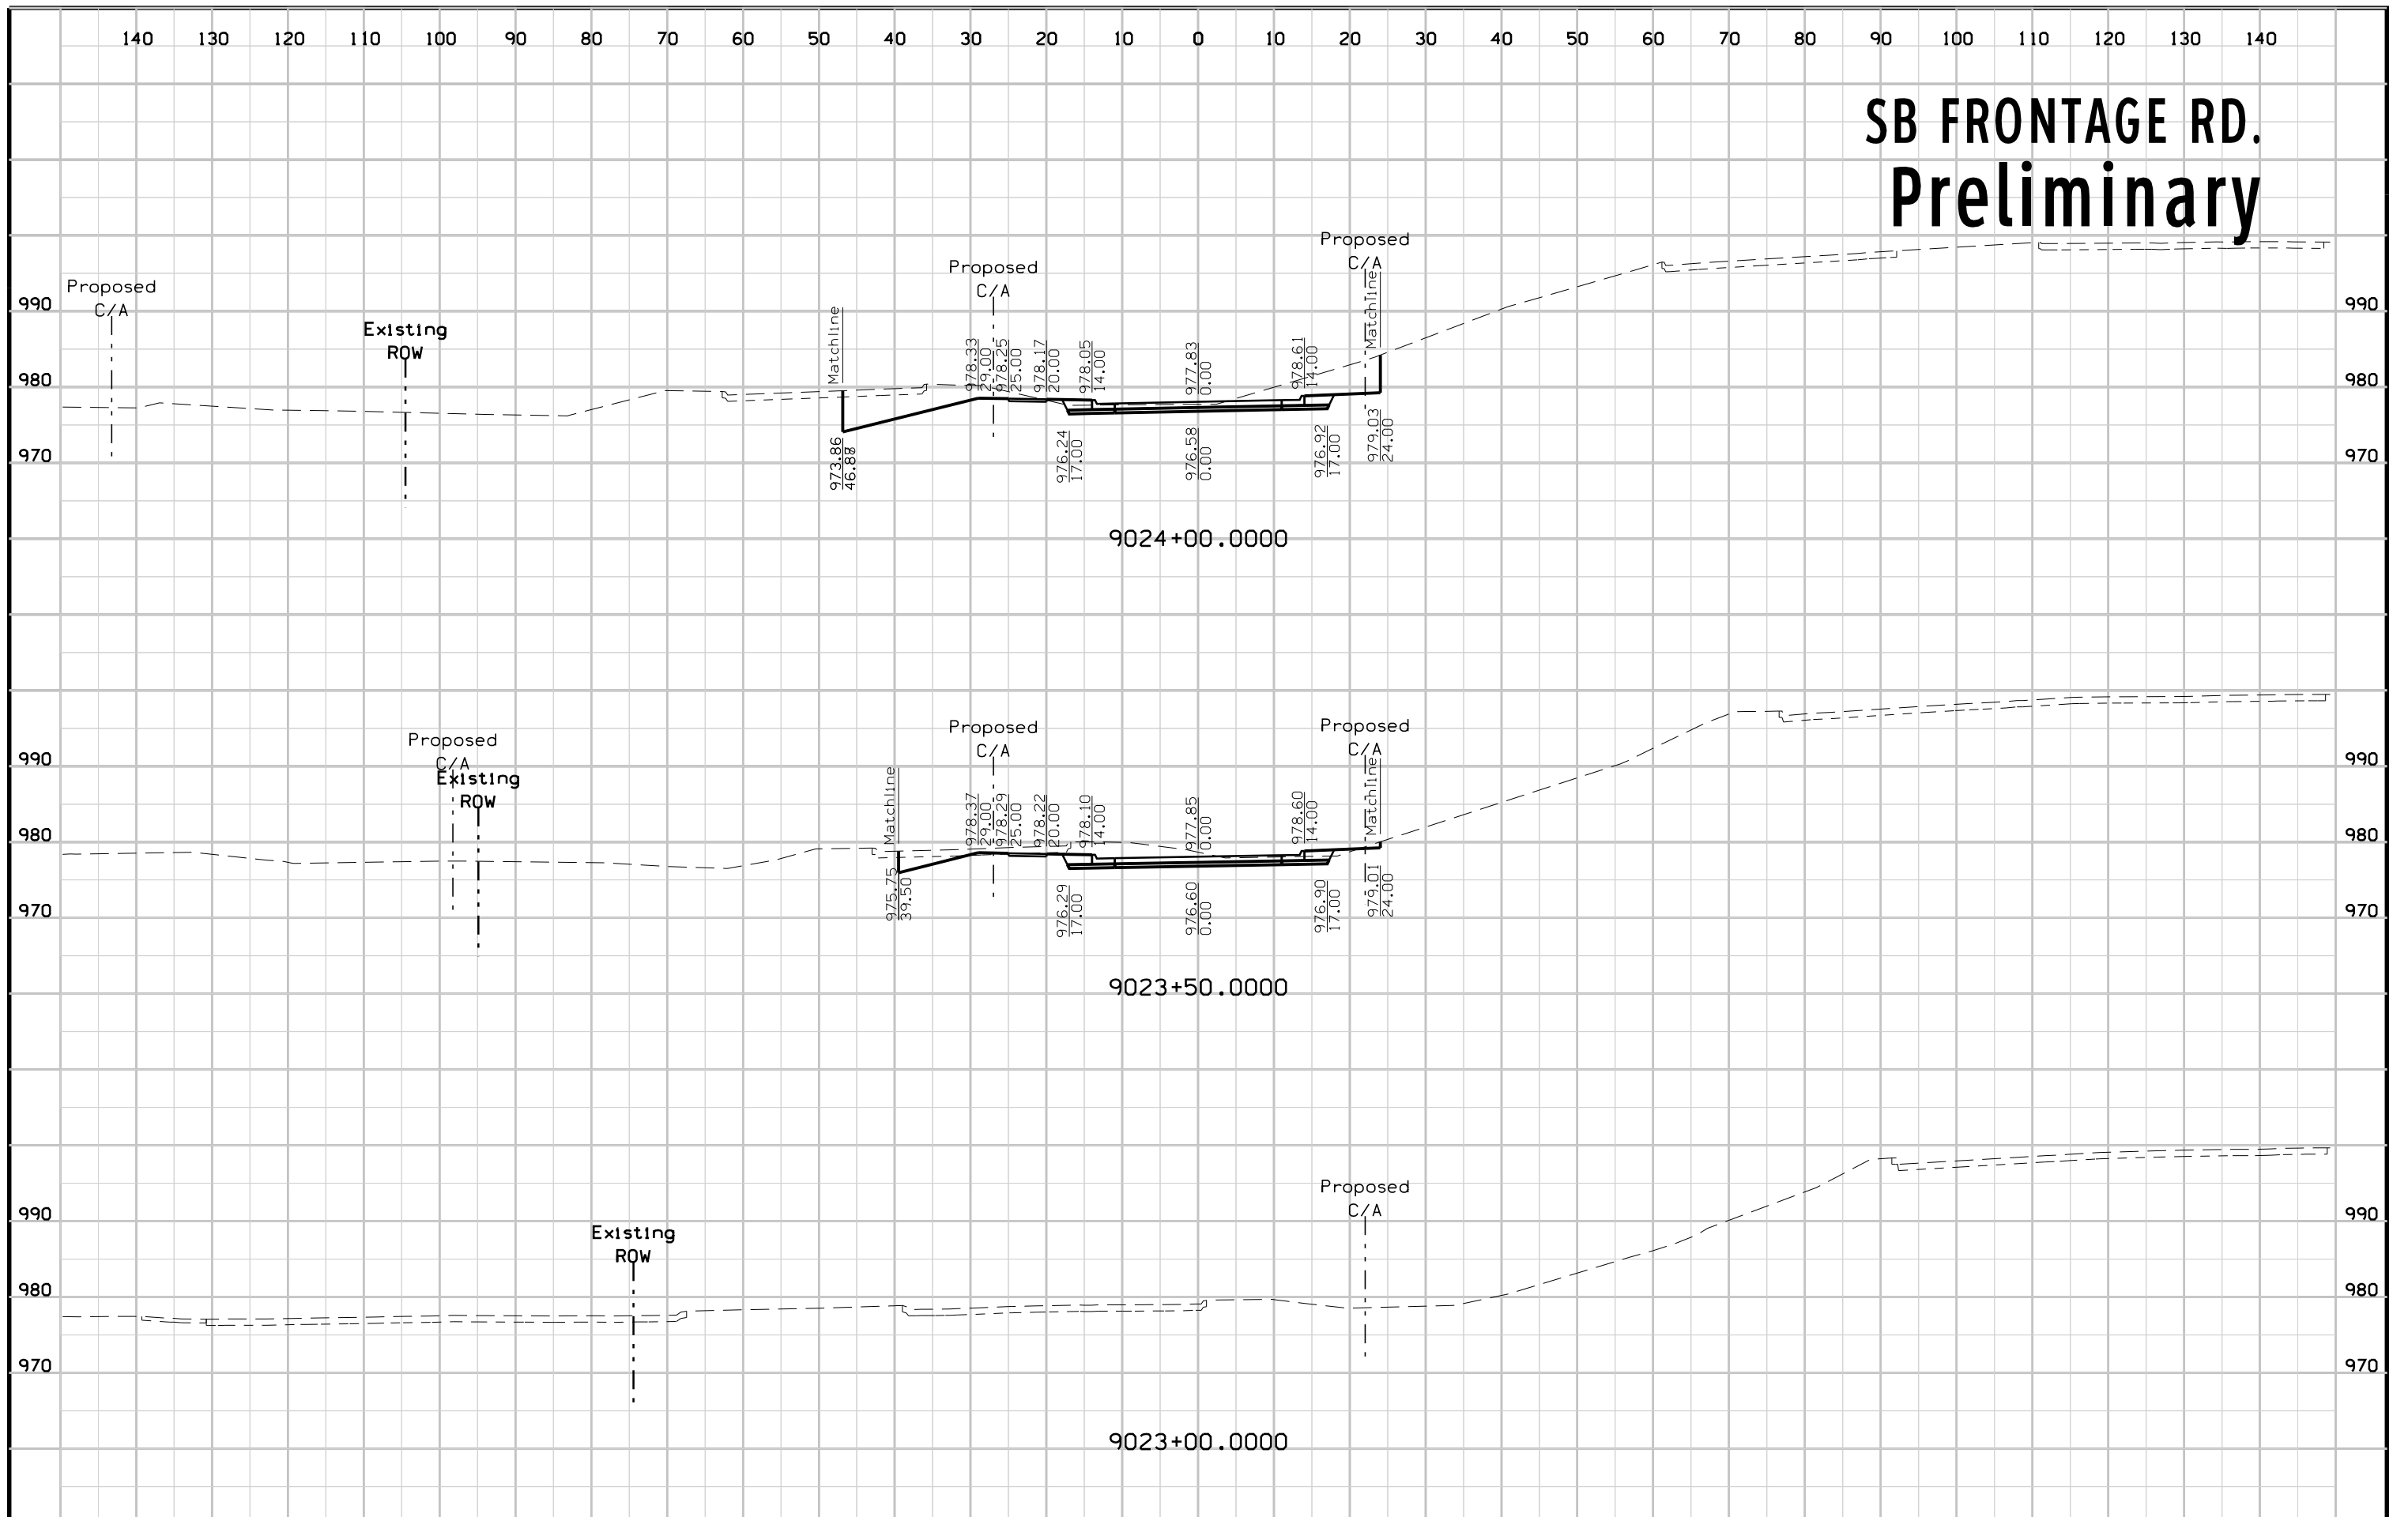 140 130 120 110 100 90 80 70 60 50 40 30 20 10 0 10 20 30 40 50 60 70 80 90 100 110 120 130 140
SB FRONTAGE RD.
Preliminary
Proposed
C/A
Existing
ROW
Matchline
Proposed
C/A
Proposed
C/A
Matchline
990 990
980 980
970 970
978.33
29.00
978.25
25.00
978.17
20.00
978.05
14.00
977.83
0.00
978.61
14.00
973.86
976.24
17.00
976.58
0.00
976.92
17.00
979.03
24.00
9024+00.0000
Proposed
C/A
Existing
ROW
Matchline
Proposed
C/A
Proposed
C/A
Matchline
990 990
980 980
970 970
978.37
29.00
978.29
25.00
978.22
20.00
978.10
14.00
977.85
0.00
978.60
14.00
975.75
39.50
976.29
17.00
976.60
0.00
976.90
17.00
979.01
24.00
9023+50.0000
Existing
ROW
Proposed
C/A
990 990
980 980
970 970
9023+00.0000